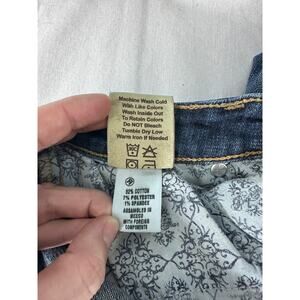 Machine Wash Cold
With Like Colors
Wash Inside Out
To Retain Colors
Do NOT Bleach
Tumble Dry Low
Warm Iron If Needed
92% COTTON
7% POLYESTER
1% SPANDEX
ASSEMBLED IN
MEXICO
WITH FOREIGN
COMPONENTS